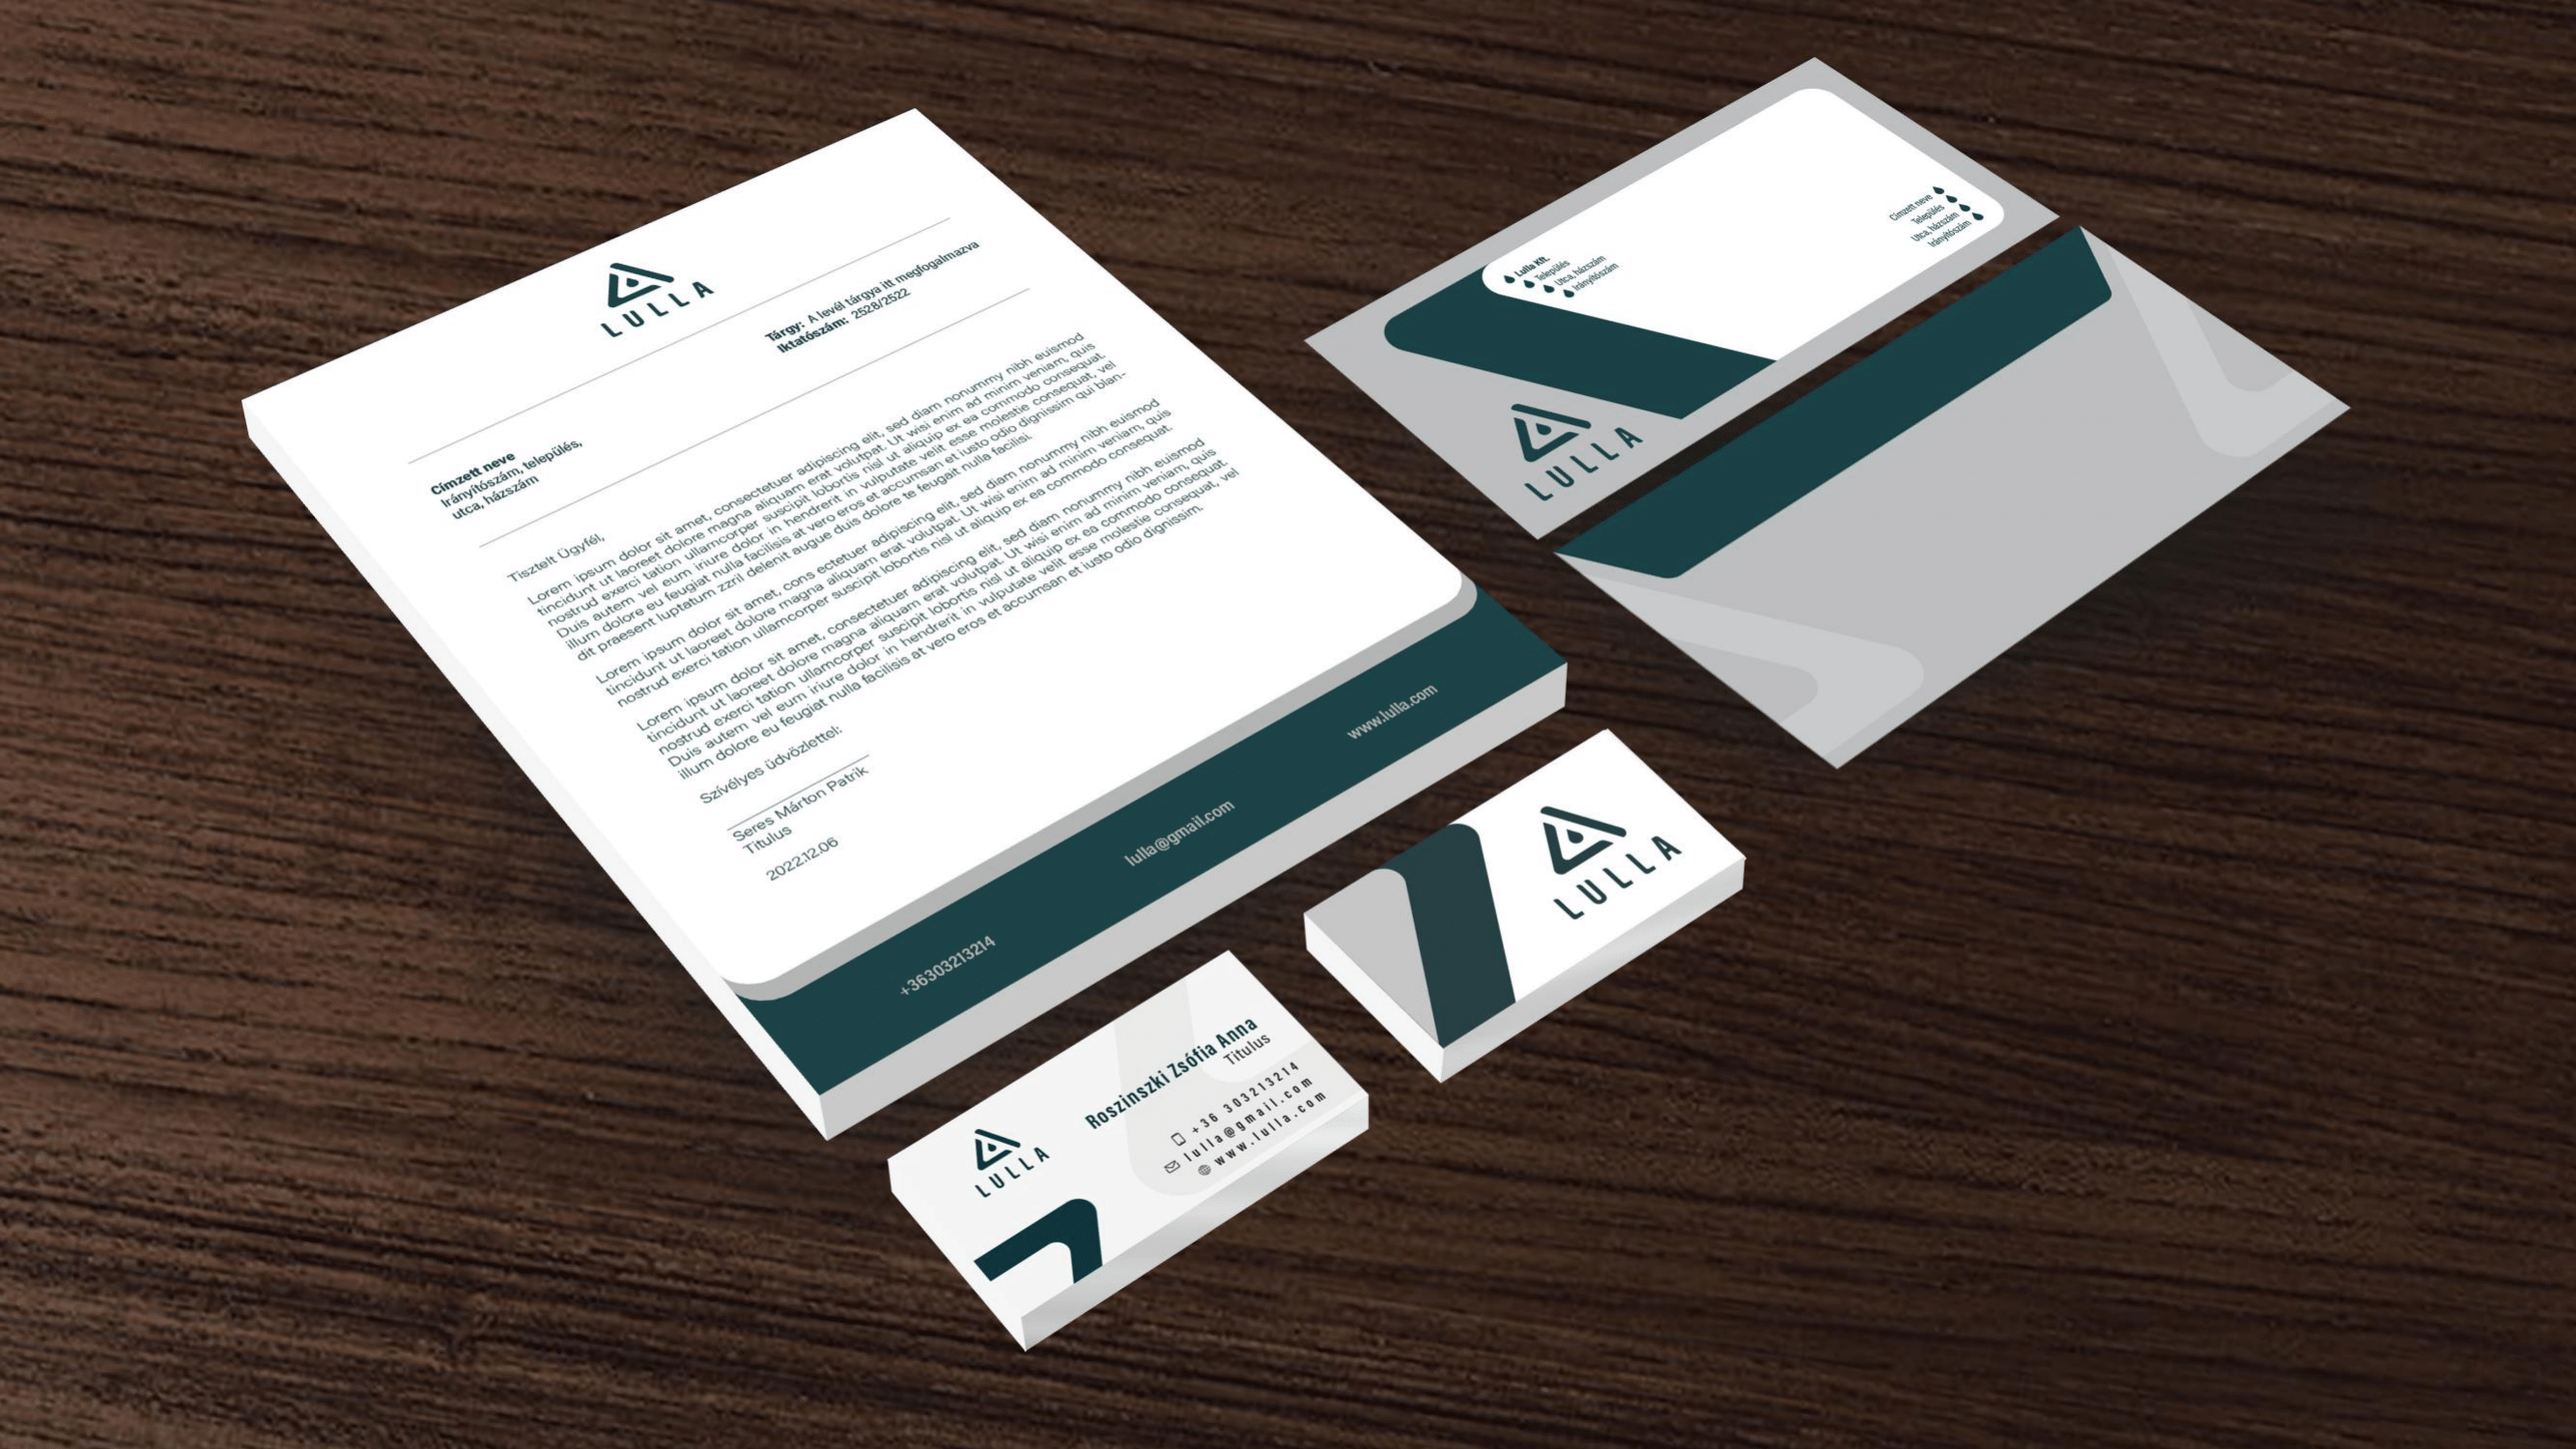 LULLA
Tárgy: A levél tárgya itt megfogalmazva
Iktatószám: 2528/2522
Címzett neve
Irányítószám, település,
utca, házszám
Tisztelt Ügyfél,
Lorem ipsum dolor sit amet, consectetuer adipiscing elit, sed diam nonummy nibh euismod
tincidunt ut laoreet dolore magna aliquam erat volutpat. Ut wisi enim ad minim veniam, quis
nostrud exerci tation ullamcorper suscipit lobortis nisl ut aliquip ex ea commodo consequat.
Duis autem vel eum iriure dolor in hendrerit in vulputate velit esse molestie consequat, vel
illum dolore eu feugiat nulla facilisis at vero eros et accumsan et iusto odio dignissim qui blan-
dit praesent luptatum zzril delenit augue duis dolore te feugait nulla facilisi.
Lorem ipsum dolor sit amet, cons ectetuer adipiscing elit, sed diam nonummy nibh euismod
tincidunt ut laoreet dolore magna aliquam erat volutpat. Ut wisi enim ad minim veniam, quis
nostrud exerci tation ullamcorper suscipit lobortis nisl ut aliquip ex ea commodo consequat.
Lorem ipsum dolor sit amet, consectetuer adipiscing elit, sed diam nonummy nibh euismod
tincidunt ut laoreet dolore magna aliquam erat volutpat. Ut wisi enim ad minim veniam, quis
nostrud exerci tation ullamcorper suscipit lobortis nisl ut aliquip ex ea commodo consequat.
Duis autem vel eum iriure dolor in hendrerit in vulputate velit esse molestie consequat, vel
illum dolore eu feugiat nulla facilisis at vero eros et accumsan et iusto odio dignissim.
Szívélyes üdvözlettel:
Seres Márton Patrik
Titulus
2022.12.06
+36303213214
lulla@gmail.com
www.lulla.com
Lulla Kft.
Település
Utca, házszám
Irányítószám
Címzett neve
Település
Utca, házszám
Irányítószám
LULLA
LULLA
LULLA
Roszinszki Zsófia Anna
Titulus
+36 303213214
lulla@gmail.com
www.lulla.com